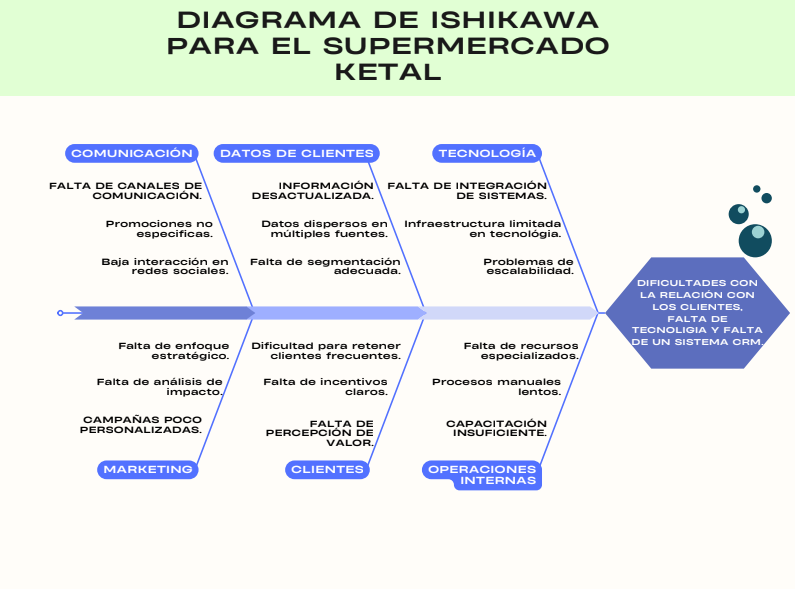 DIAGRAMA DE ISHIKAWA
PARA EL SUPERMERCADO
KETAL
COMUNICACIÓN
FALTA DE CANALES DE
COMUNICACIÓN.
Promociones no
especificas.
Baja interacción en
redes sociales.
DATOS DE CLIENTES
INFORMACIÓN
DESACTUALIZADA.
Datos dispersos en
múltiples fuentes.
Falta de segmentación
adecuada.
TECNOLOGÍA
FALTA DE INTEGRACIÓN
DE SISTEMAS.
Infraestructura limitada
en tecnológia.
Problemas de
escalabilidad.
DIFICULTADES CON
LA RELACIÓN CON
LOS CLIENTES,
FALTA DE
TECNOLIGIA Y FALTA
DE UN SISTEMA CRM.
Falta de enfoque
estratégico.
Falta de análisis de
impacto.
CAMPAÑAS POCO
PERSONALIZADAS.
MARKETING
Dificultad para retener
clientes frecuentes.
Falta de incentivos
claros.
FALTA DE
PERCEPCIÓN DE
VALOR.
CLIENTES
Falta de recursos
especializados.
Procesos manuales
lentos.
CAPACITACIÓN
INSUFICIENTE.
OPERACIONES
INTERNAS